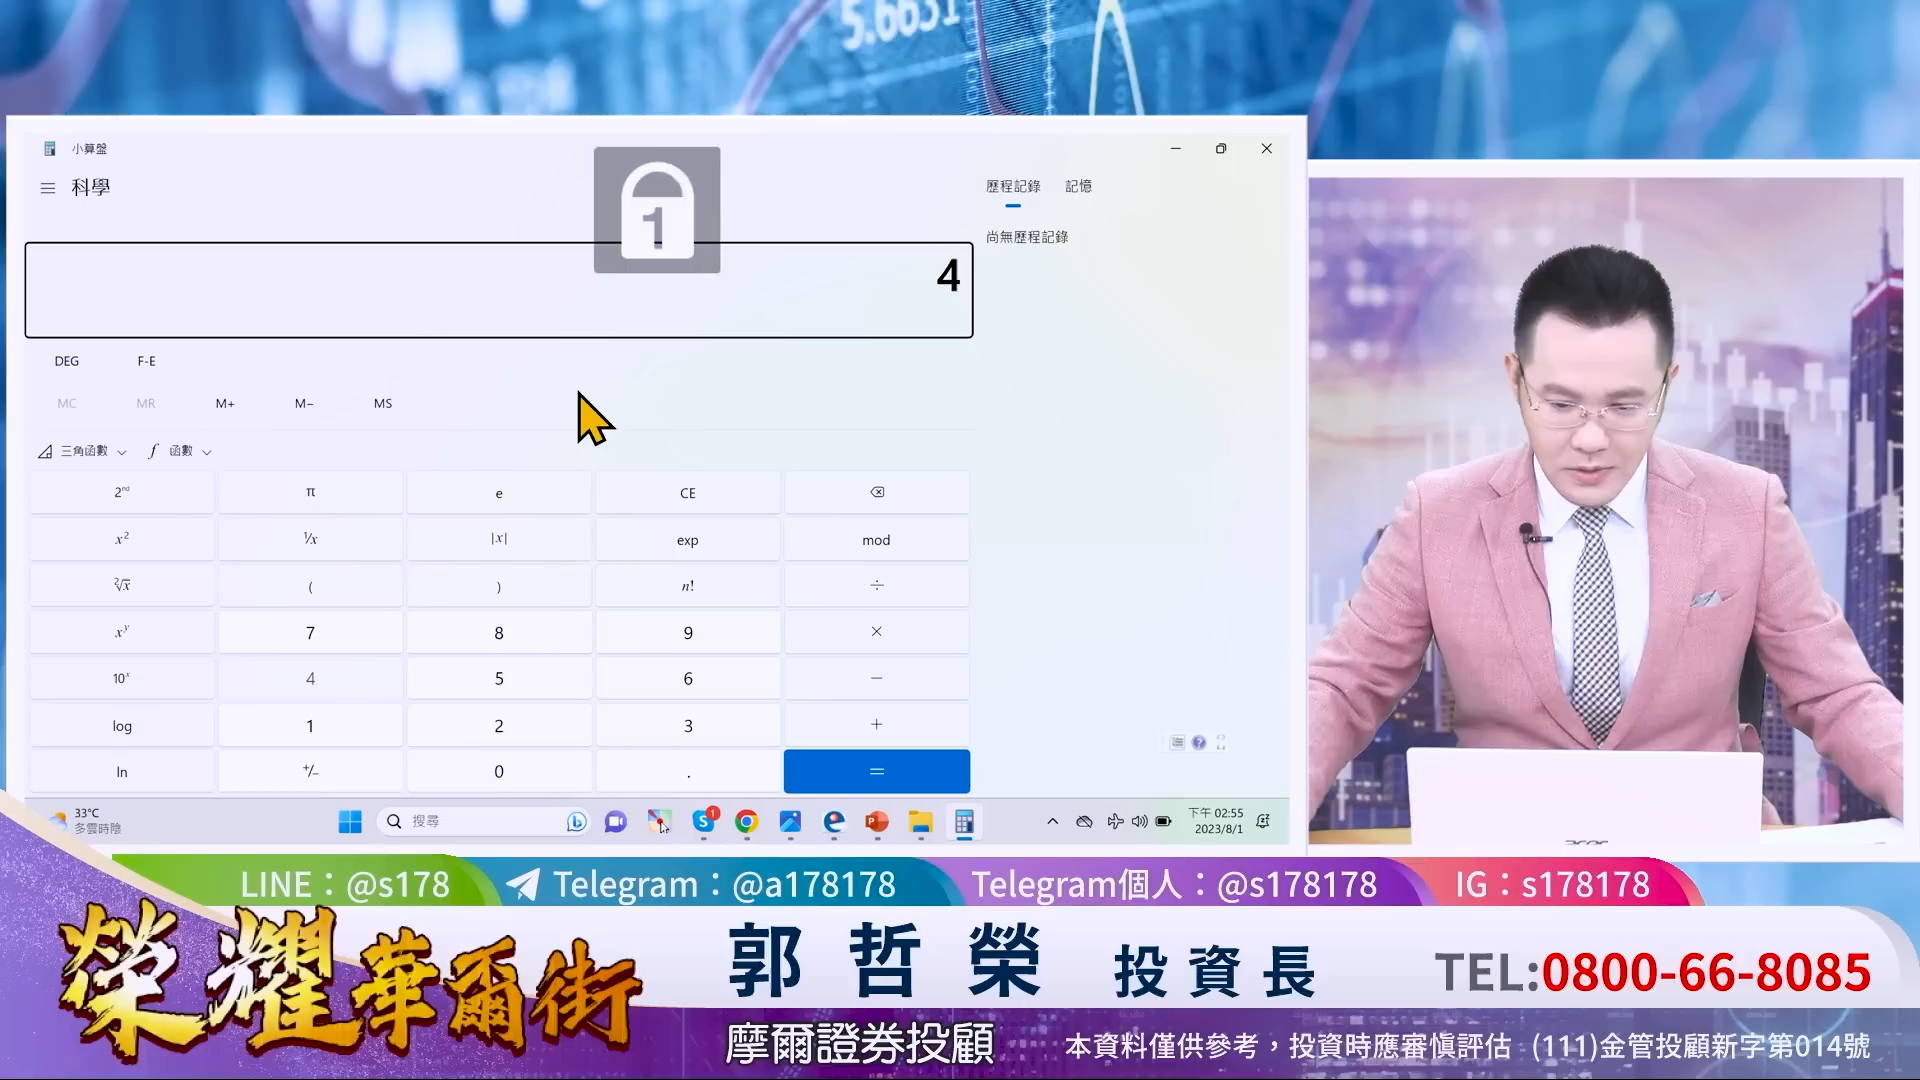 5.6631
小算盤
科學
1
歷程記錄 記憶
尚無歷程記錄
4
DEG F-E
MC MR M+ M− MS
三角函數 f 函數
2nd π e CE
x2 1/x |x| exp mod
2√x ( ) n! ÷
xy 7 8 9 ×
10x 4 5 6 −
log 1 2 3 +
ln +/− 0 . =
33°C
多雲時陰
搜尋
1
下午 02:55
2023/8/1
acer
LINE：@s178 Telegram：@a178178 Telegram個人：@s178178 IG：s178178
榮耀華爾街
郭哲榮 投資長
TEL:0800-66-8085
摩爾證券投顧
本資料僅供參考，投資時應審慎評估 (111)金管投顧新字第014號